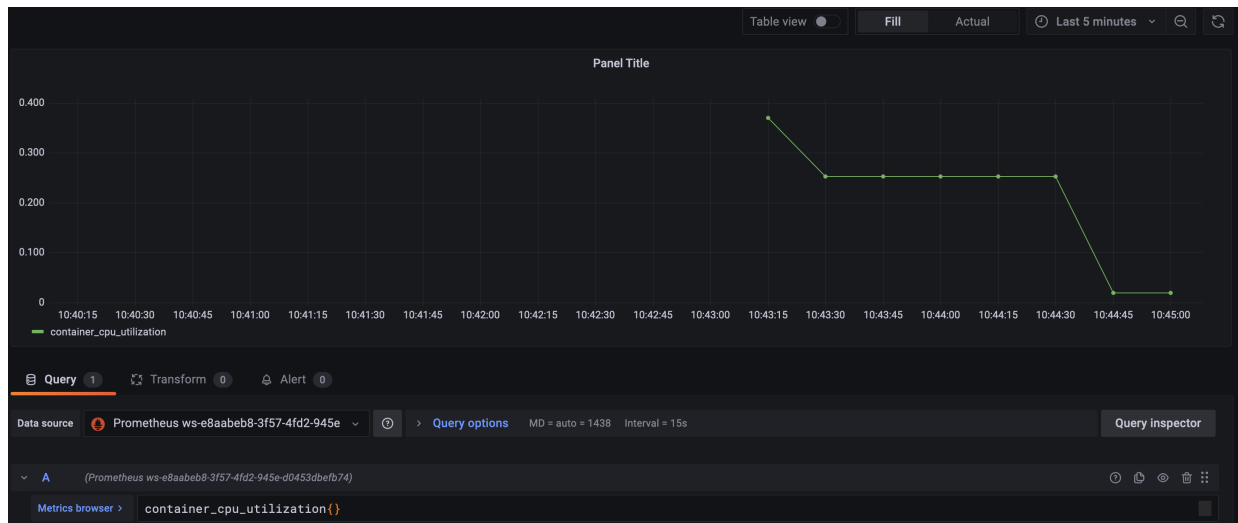 Table view Fill Actual Last 5 minutes
Panel Title
0.400
0.300
0.200
0.100
0
10:40:15 10:40:30 10:40:45 10:41:00 10:41:15 10:41:30 10:41:45 10:42:00 10:42:15 10:42:30 10:42:45 10:43:00 10:43:15 10:43:30 10:43:45 10:44:00 10:44:15 10:44:30 10:44:45 10:45:00
container_cpu_utilization
Query 1 Transform 0 Alert 0
Data source Prometheus ws-e8aabeb8-3f57-4fd2-945e ? > Query options MD = auto = 1438 Interval = 15s Query inspector
A (Prometheus ws-e8aabeb8-3f57-4fd2-945e-d0453dbefb74) ?
Metrics browser > container_cpu_utilization{}